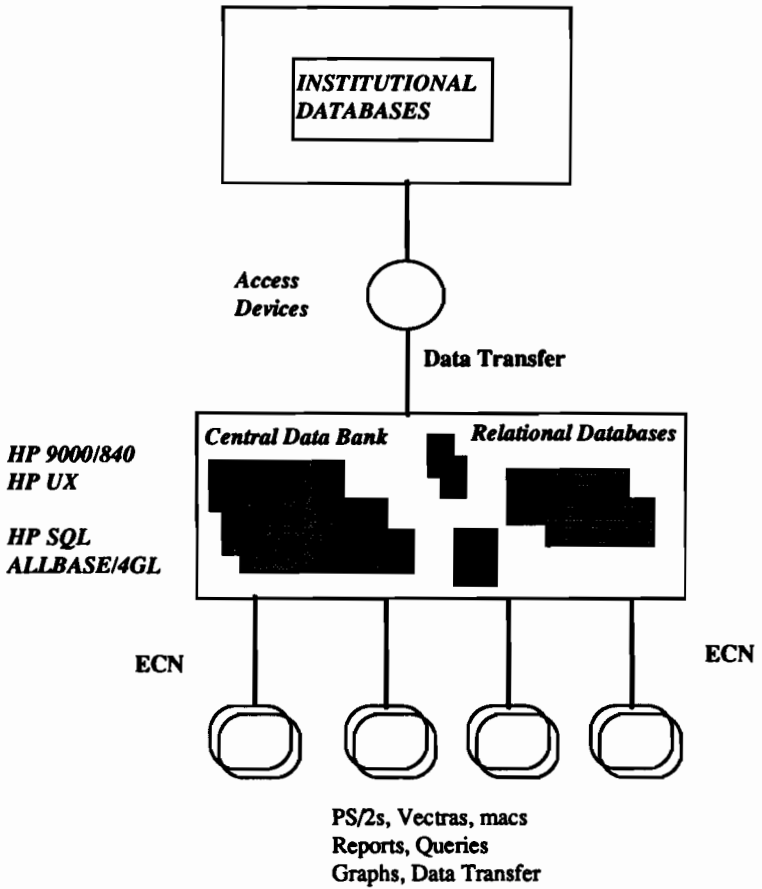 INSTITUTIONAL
DATABASES
Access
Devices
Data Transfer
Central Data Bank
Relational Databases
HP 9000/840
HP UX
HP SQL
ALLBASE/4GL
ECN
ECN
PS/2s, Vectras, macs
Reports, Queries
Graphs, Data Transfer